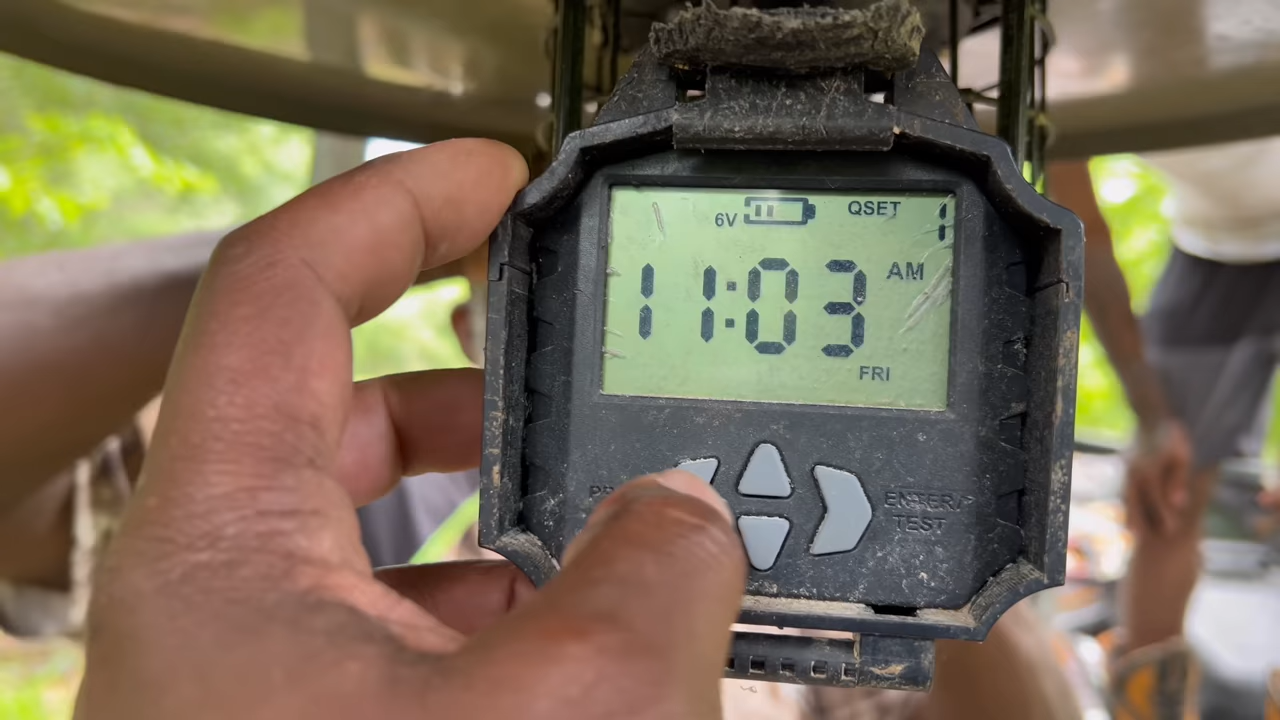 6V QSET 1
11:03 AM
FRI
ENTER/
TEST